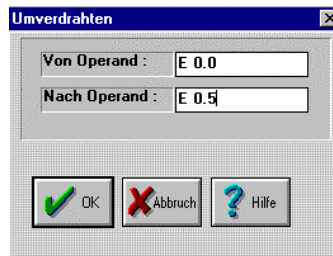 Umverdrahten
Von Operand : E 0.0
Nach Operand : E 0.5
OK Abbruch Hilfe